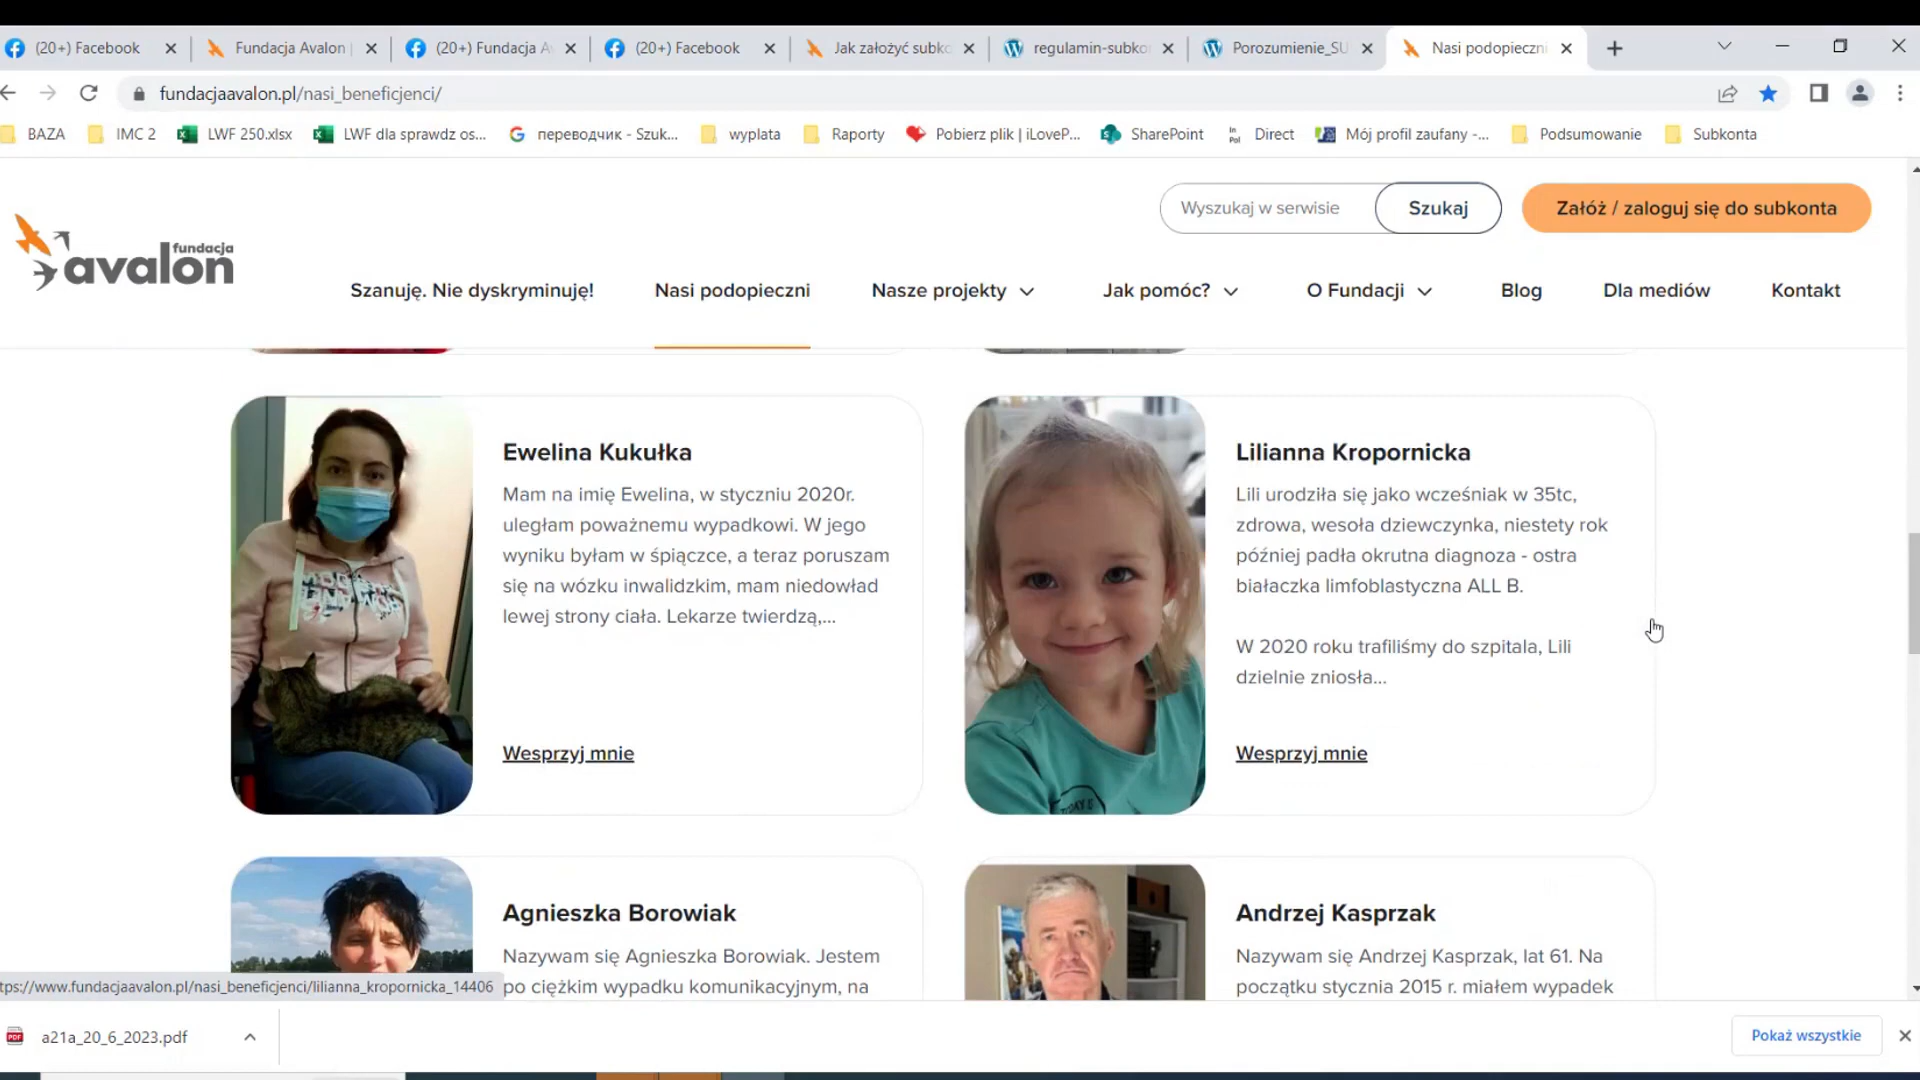 (20+) Facebook
Fundacja Avalon |
(20+) Fundacja A
(20+) Facebook
Jak założyć subko
regulamin-subko
Porozumienie_SU
Nasi podopieczni
fundacjaavalon.pl/nasi_beneficjenci/
BAZA
IMC 2
LWF 250.xlsx
LWF dla sprawdz os...
переводчик - Szuk...
wyplata
Raporty
Pobierz plik | iLoveP...
SharePoint
In Pol
Direct
Mój profil zaufany -...
Podsumowanie
Subkonta
fundacja
avalon
Wyszukaj w serwisie
Szukaj
Załóż / zaloguj się do subkonta
Szanuję. Nie dyskryminuję!
Nasi podopieczni
Nasze projekty
Jak pomóc?
O Fundacji
Blog
Dla mediów
Kontakt
Ewelina Kukułka
Mam na imię Ewelina, w styczniu 2020r.
uległam poważnemu wypadkowi. W jego
wyniku byłam w śpiączce, a teraz poruszam
się na wózku inwalidzkim, mam niedowład
lewej strony ciała. Lekarze twierdzą,...
Wesprzyj mnie
Lilianna Kropornicka
Lili urodziła się jako wcześniak w 35tc,
zdrowa, wesoła dziewczynka, niestety rok
później padła okrutna diagnoza - ostra
białaczka limfoblastyczna ALL B.
W 2020 roku trafiliśmy do szpitala, Lili
dzielnie zniosła...
Wesprzyj mnie
Agnieszka Borowiak
Nazywam się Agnieszka Borowiak. Jestem
po ciężkim wypadku komunikacyjnym, na
Andrzej Kasprzak
Nazywam się Andrzej Kasprzak, lat 61. Na
początku stycznia 2015 r. miałem wypadek
tps://www.fundacjaavalon.pl/nasi_beneficjenci/lilianna_kropornicka_14406
PDF
a21a_20_6_2023.pdf
Pokaż wszystkie